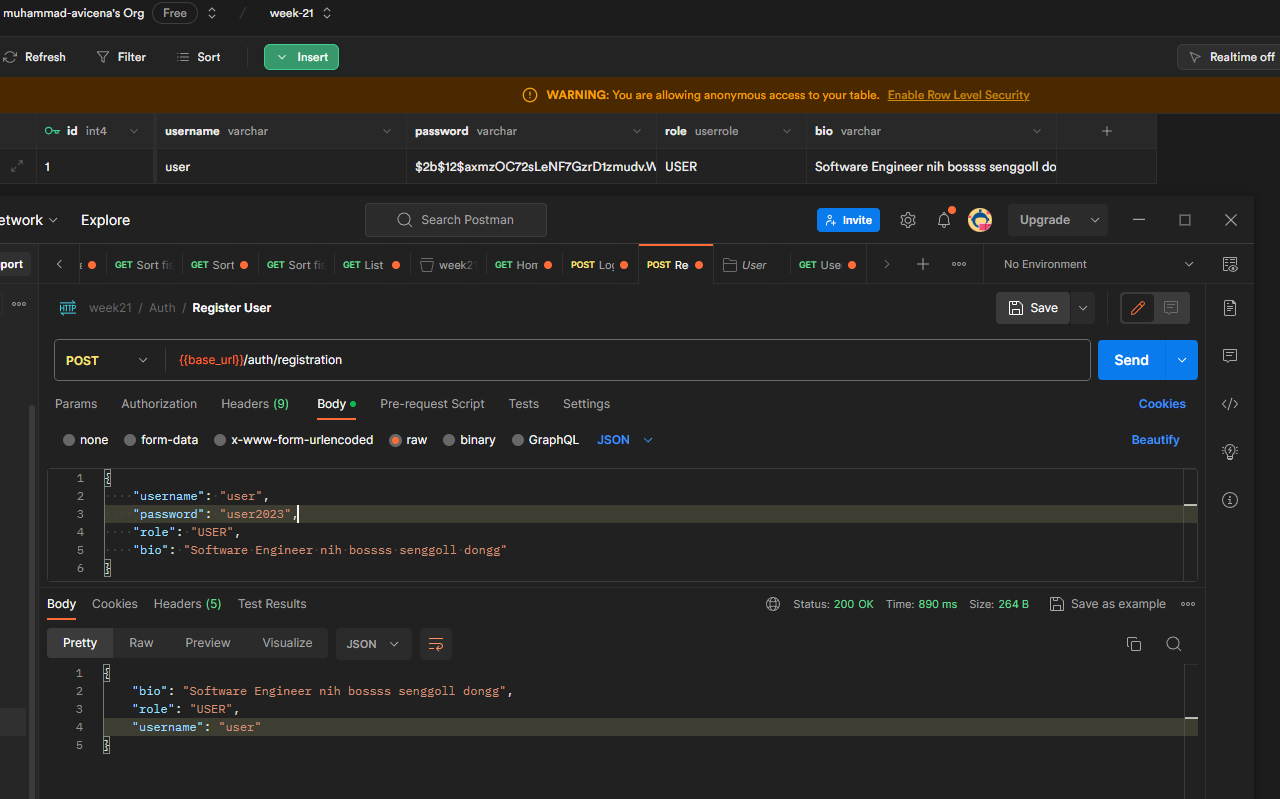 muhammad-avicena's Org Free / week-21
Refresh Filter Sort Insert Realtime off
WARNING: You are allowing anonymous access to your table. Enable Row Level Security
id int4 username varchar password varchar role userrole bio varchar +
1 user $2b$12$axmzOC72sLeNF7GzrD1zmudv.W USER Software Engineer nih bossss senggoll do
etwork Explore Search Postman Invite Upgrade
port GET Sort fi GET Sort GET Sort fi GET List week2 GET Hom POST Lo POST Re User GET Use No Environment
HTTP week21 / Auth / Register User Save
POST {{base_url}}/auth/registration Send
Params Authorization Headers (9) Body Pre-request Script Tests Settings Cookies
none form-data x-www-form-urlencoded raw binary GraphQL JSON Beautify
1 {
2 "username": "user",
3 "password": "user2023",
4 "role": "USER",
5 "bio": "Software Engineer nih bossss senggoll dongg"
6 }
Body Cookies Headers (5) Test Results Status: 200 OK Time: 890 ms Size: 264 B Save as example
Pretty Raw Preview Visualize JSON
1 {
2 "bio": "Software Engineer nih bossss senggoll dongg",
3 "role": "USER",
4 "username": "user"
5 }